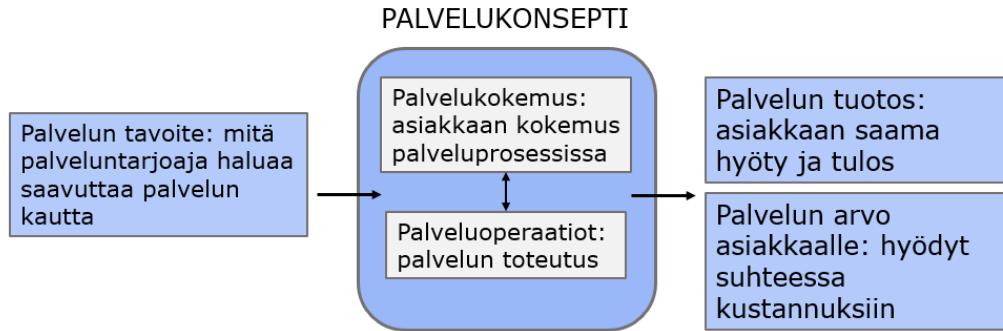 PALVELUKONSEPTI
Palvelun tavoite: mitä
palveluntarjoaja haluaa
saavuttaa palvelun
kautta
Palvelukokemus:
asiakkaan kokemus
palveluprosessissa
Palveluoperaatiot:
palvelun toteutus
Palvelun tuotos:
asiakkaan saama
hyöty ja tulos
Palvelun arvo
asiakkaalle: hyödyt
suhteessa
kustannuksiin